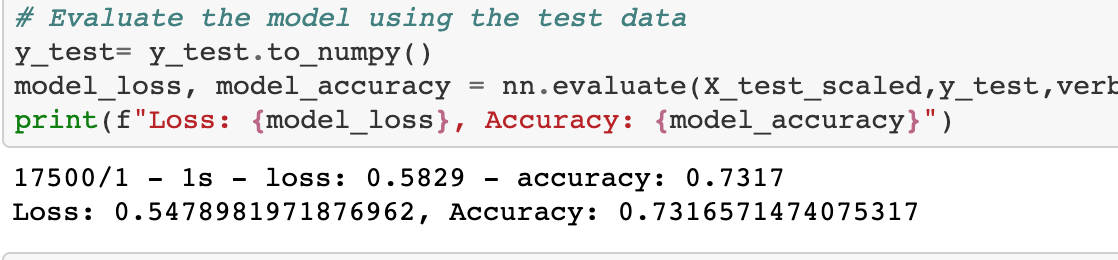 # Evaluate the model using the test data
y_test= y_test.to_numpy()
model_loss, model_accuracy = nn.evaluate(X_test_scaled,y_test,verb
print(f"Loss: {model_loss}, Accuracy: {model_accuracy}")
17500/1 - 1s - loss: 0.5829 - accuracy: 0.7317
Loss: 0.5478981971876962, Accuracy: 0.7316571474075317